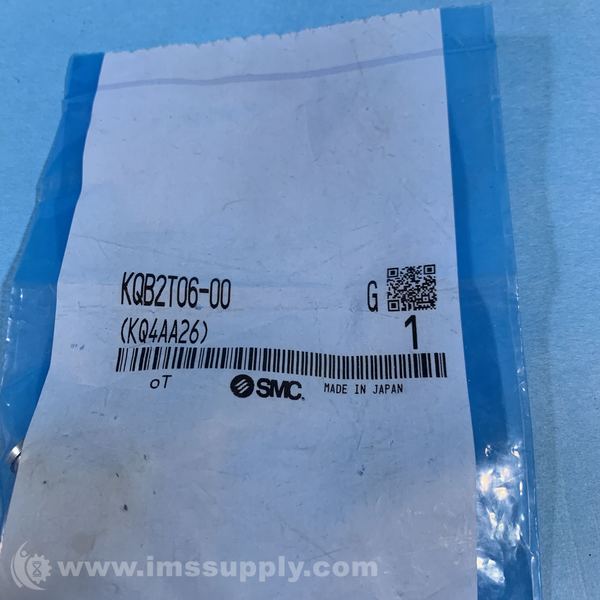 KQB2T06-00 G
(KQ4AA26) 1
oT SMC. MADE IN JAPAN
www.imssupply.com